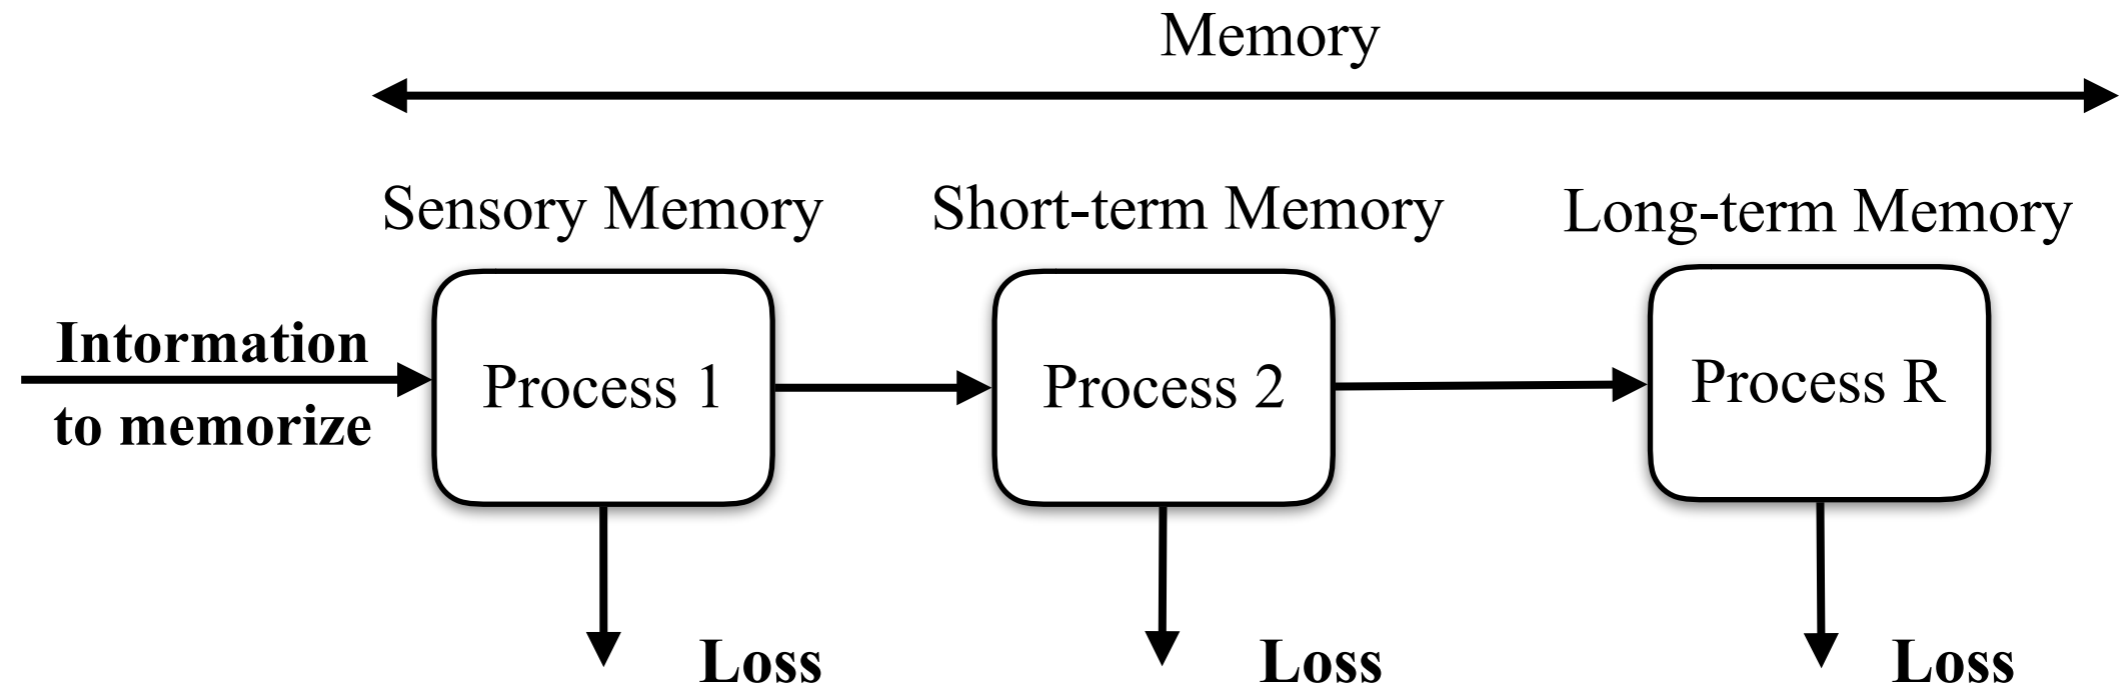 Memory
Sensory Memory
Short-term Memory
Long-term Memory
Intormation
to memorize
Process 1
Process 2
Process R
Loss
Loss
Loss